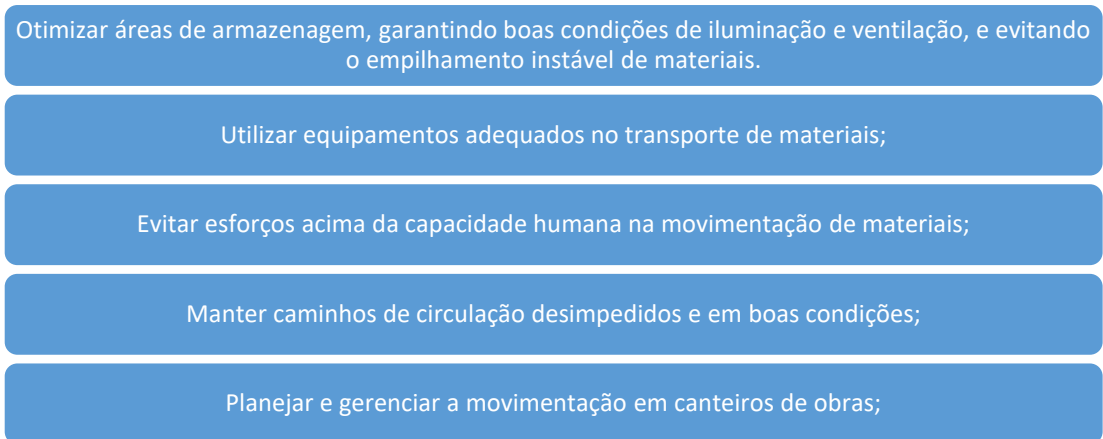 Otimizar áreas de armazenagem, garantindo boas condições de iluminação e ventilação, e evitando
o empilhamento instável de materiais.
Utilizar equipamentos adequados no transporte de materiais;
Evitar esforços acima da capacidade humana na movimentação de materiais;
Manter caminhos de circulação desimpedidos e em boas condições;
Planejar e gerenciar a movimentação em canteiros de obras;